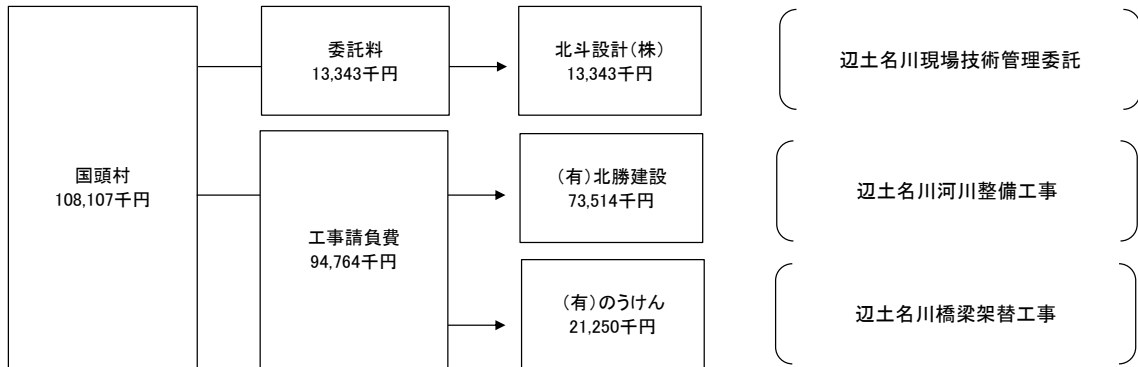 委託料
13,343千円
北斗設計(株)
13,343千円
辺土名川現場技術管理委託
国頭村
108,107千円
工事請負費
94,764千円
(有)北勝建設
73,514千円
辺土名川河川整備工事
(有)のうけん
21,250千円
辺土名川橋梁架替工事